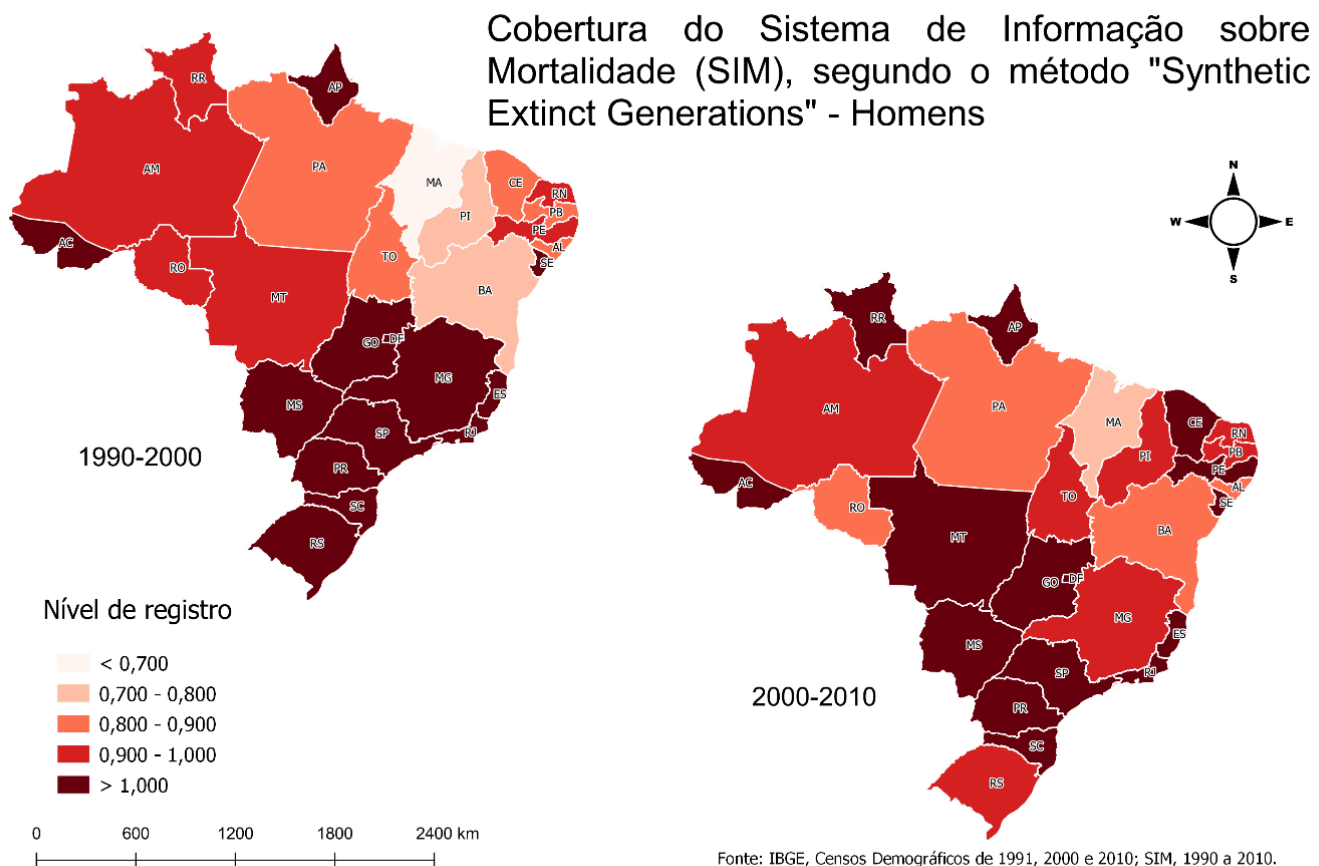 Cobertura do Sistema de Informação sobre
Mortalidade (SIM), segundo o método "Synthetic
Extinct Generations" - Homens
RR
AP
AM
PA
MA
CE
RN
PB
PI
PE
AL
SE
AC
RO
TO
MT
BA
GO
DF
MG
ES
MS
SP
RJ
PR
SC
RS
1990-2000
N
W
E
S
RR
AP
AM
PA
MA
CE
RN
PB
PI
PE
AL
SE
AC
RO
TO
MT
BA
GO
DF
MG
ES
MS
SP
RJ
PR
SC
RS
2000-2010
Nível de registro
< 0,700
0,700 - 0,800
0,800 - 0,900
0,900 - 1,000
> 1,000
0 600 1200 1800 2400 km
Fonte: IBGE, Censos Demográficos de 1991, 2000 e 2010; SIM, 1990 a 2010.